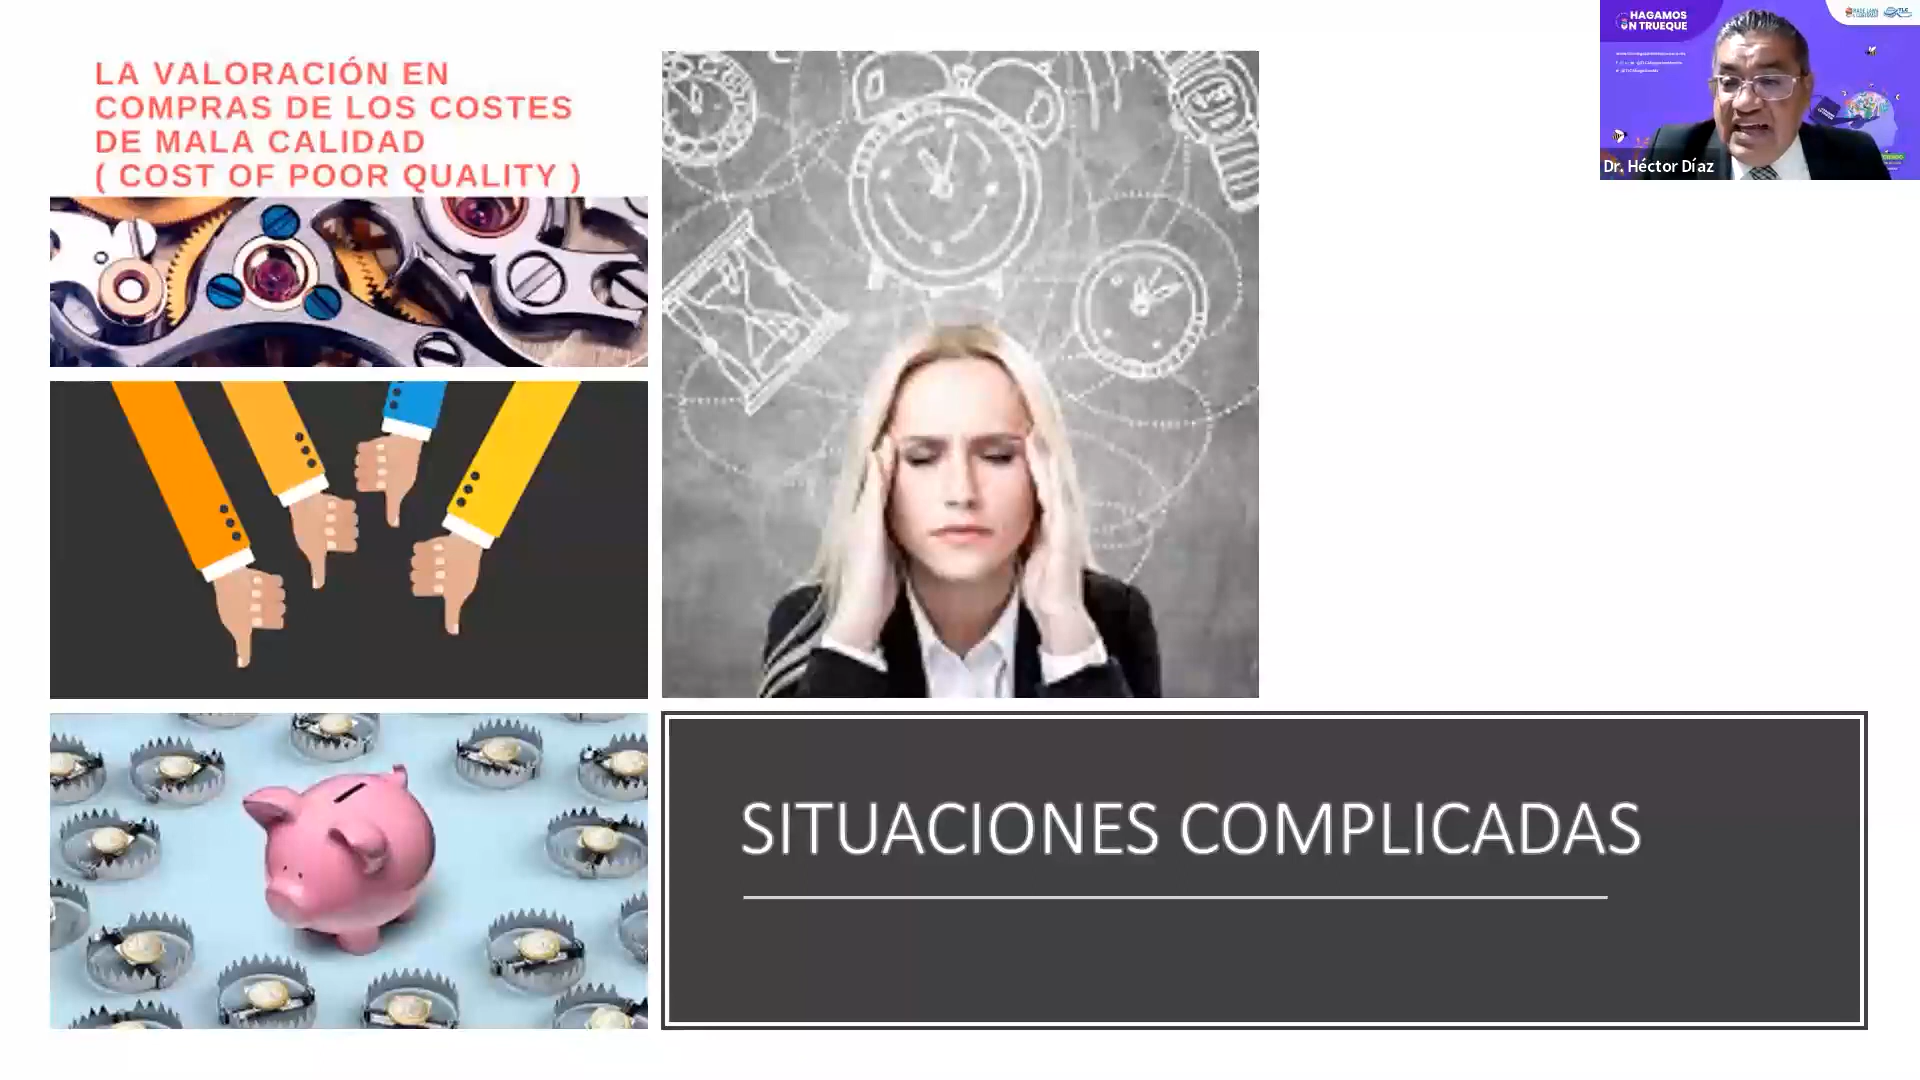 LA VALORACIÓN EN
COMPRAS DE LOS COSTES
DE MALA CALIDAD
( COST OF POOR QUALITY )
SITUACIONES COMPLICADAS
HAGAMOS
UN TRUEQUE
Dr. Héctor Díaz